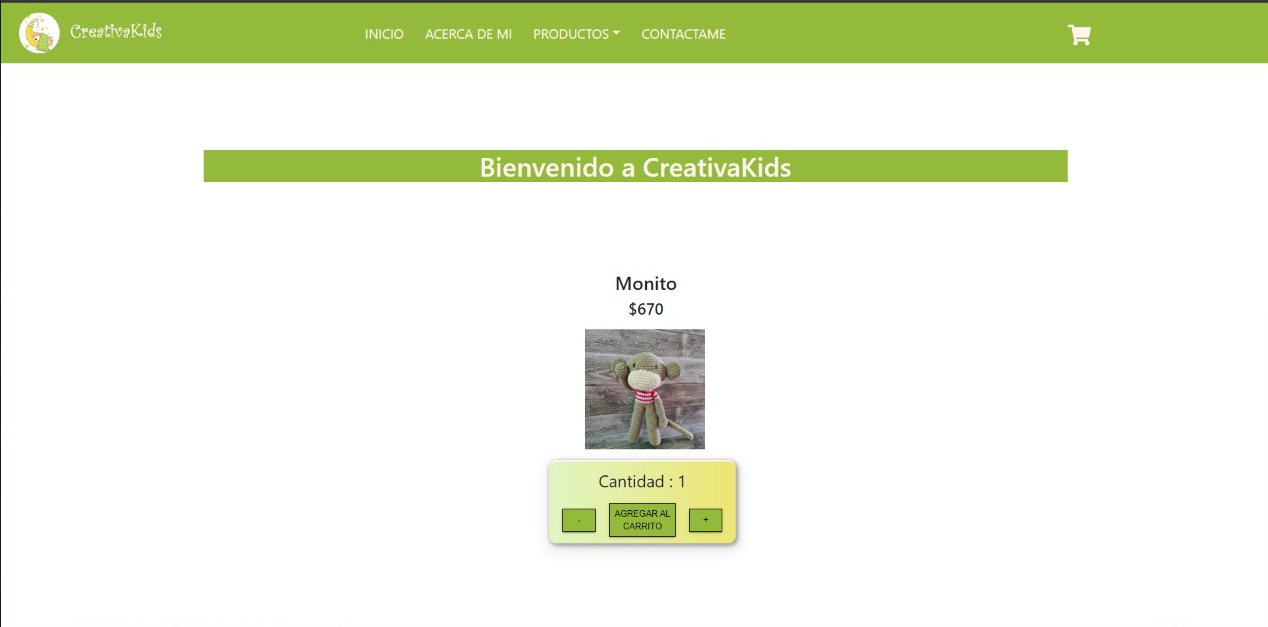 CreativaKids
INICIO
ACERCA DE MI
PRODUCTOS
CONTACTAME
Bienvenido a CreativaKids
Monito
$670
Cantidad : 1
-
AGREGAR AL
CARRITO
+